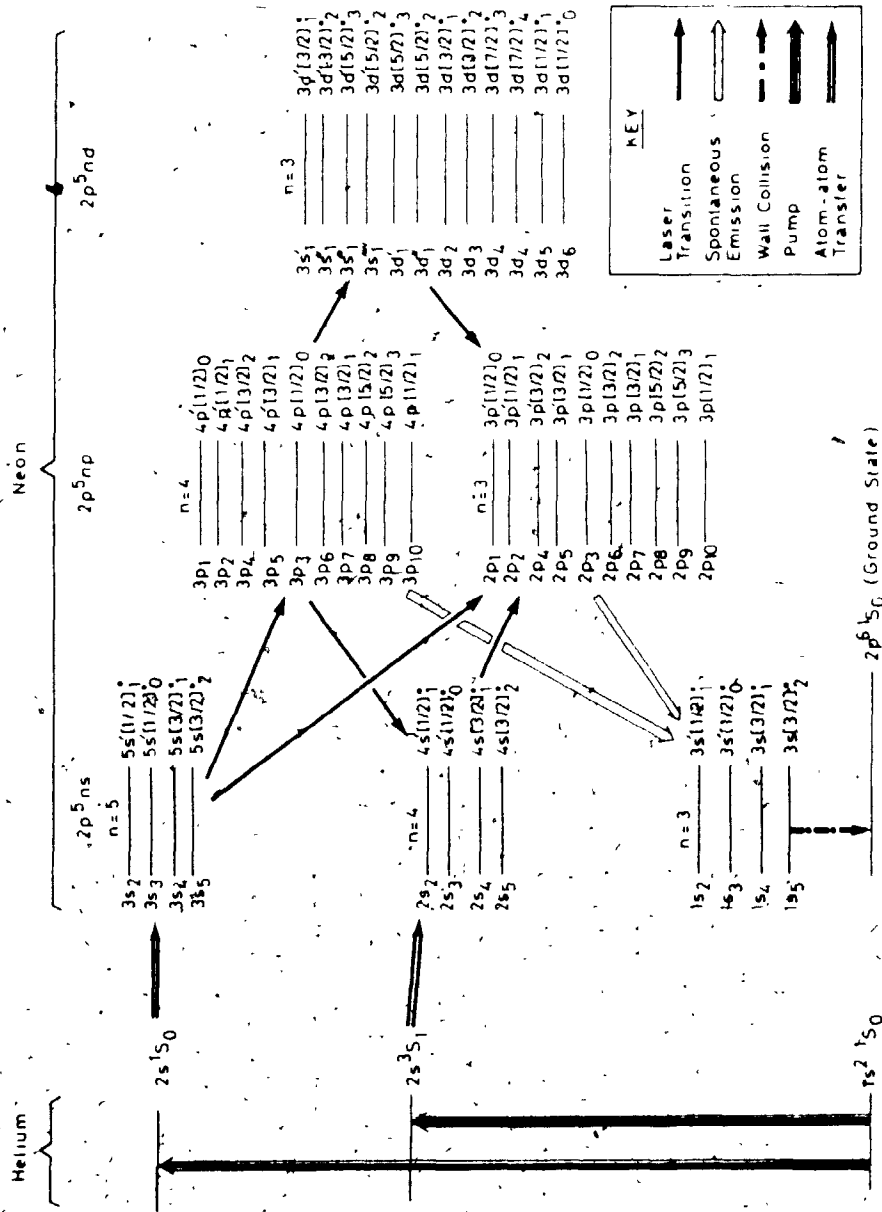 Helium
Neon
2p⁵ns
2p⁵np
2p⁵nd
2s¹S₀
2s³S₁
1s² ¹S₀
n=5
3s₂ 5s′[1/2]°₁
3s₃ 5s′[1/2]°₀
3s₄ 5s[3/2]°₁
3s₅ 5s[3/2]°₂
n=4
2s₂ 4s′[1/2]°₁
2s₃ 4s′[1/2]°₀
2s₄ 4s[3/2]°₁
2s₅ 4s[3/2]°₂
n=3
1s₂ 3s′[1/2]°₁
1s₃ 3s′[1/2]°₀
1s₄ 3s[3/2]°₁
1s₅ 3s[3/2]°₂
2p⁶ ¹S₀ (Ground State)
n=4
3p₁ 4p′[1/2]₀
3p₂ 4p′[1/2]₁
3p₄ 4p′[3/2]₂
3p₅ 4p′[3/2]₁
3p₃ 4p[1/2]₀
3p₆ 4p[3/2]₂
3p₇ 4p[3/2]₁
3p₈ 4p[5/2]₂
3p₉ 4p[5/2]₃
3p₁₀ 4p[1/2]₁
n=3
2p₁ 3p′[1/2]₀
2p₂ 3p′[1/2]₁
2p₄ 3p′[3/2]₂
2p₅ 3p′[3/2]₁
2p₃ 3p[1/2]₀
2p₆ 3p[3/2]₂
2p₇ 3p[3/2]₁
2p₈ 3p[5/2]₂
2p₉ 3p[5/2]₃
2p₁₀ 3p[1/2]₁
n=3
3s′₁ 3d′[3/2]°₁
3s″₁ 3d′[3/2]°₂
3s‴₁ 3d′[5/2]°₃
3s⁗₁ 3d′[5/2]°₂
3d′₁ 3d[5/2]°₃
3d″₁ 3d[5/2]°₂
3d₂ 3d[3/2]°₁
3d₃ 3d[3/2]°₂
3d₄ 3d[7/2]°₃
3d′₄ 3d[7/2]°₄
3d₅ 3d[1/2]°₁
3d₆ 3d[1/2]°₀
KEY
Laser
Transition
Spontaneous
Emission
Wall Collision
Pump
Atom-atom
Transfer